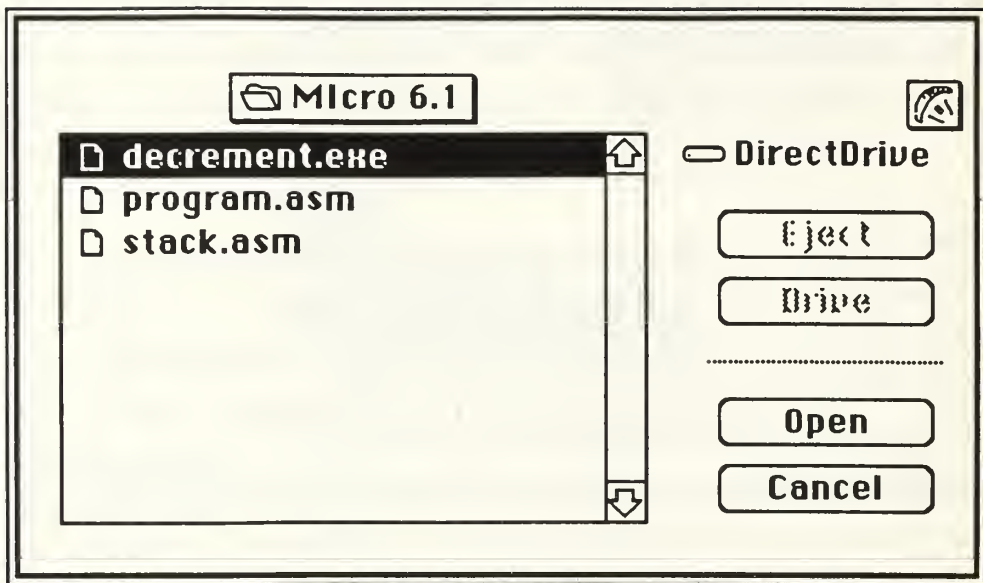 MIcro 6.1
decrement.exe
program.asm
stack.asm
DirectDrive
Eject
Drive
Open
Cancel